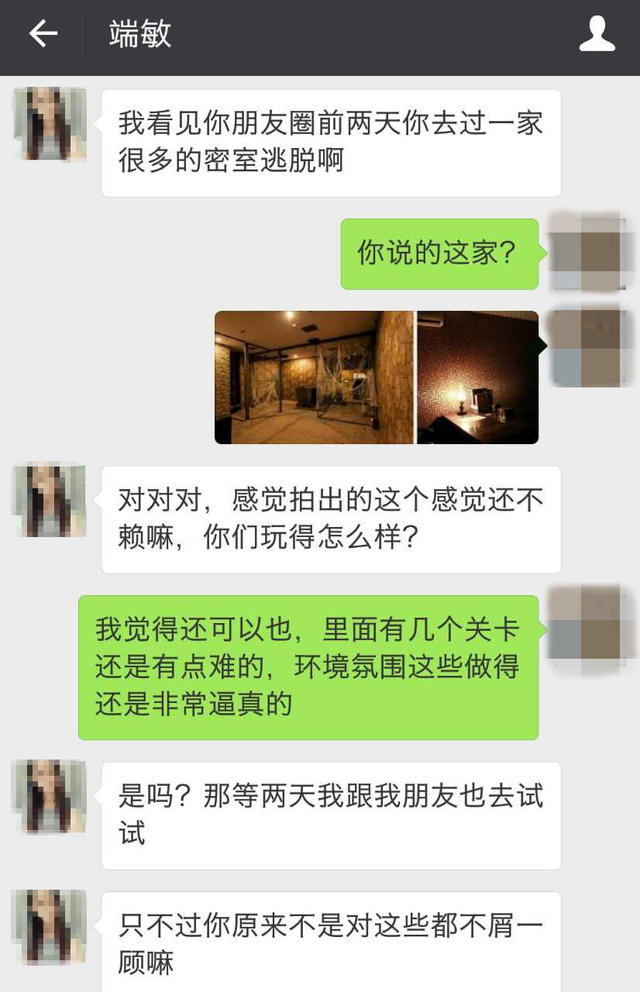 端敏
我看见你朋友圈前两天你去过一家
很多的密室逃脱啊
你说的这家？
对对对，感觉拍出的这个感觉还不
赖嘛，你们玩得怎么样？
我觉得还可以也，里面有几个关卡
还是有点难的，环境氛围这些做得
还是非常逼真的
是吗？那等两天我跟我朋友也去试
试
只不过你原来不是对这些都不屑一
顾嘛